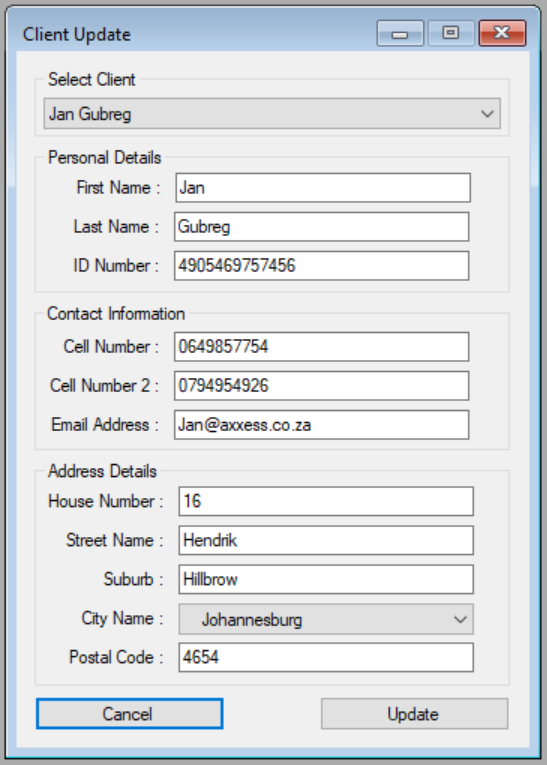 Client Update
Select Client
Jan Gubreg
Personal Details
First Name : Jan
Last Name : Gubreg
ID Number : 4905469757456
Contact Information
Cell Number : 0649857754
Cell Number 2 : 0794954926
Email Address : Jan@axxess.co.za
Address Details
House Number : 16
Street Name : Hendrik
Suburb : Hillbrow
City Name : Johannesburg
Postal Code : 4654
Cancel Update